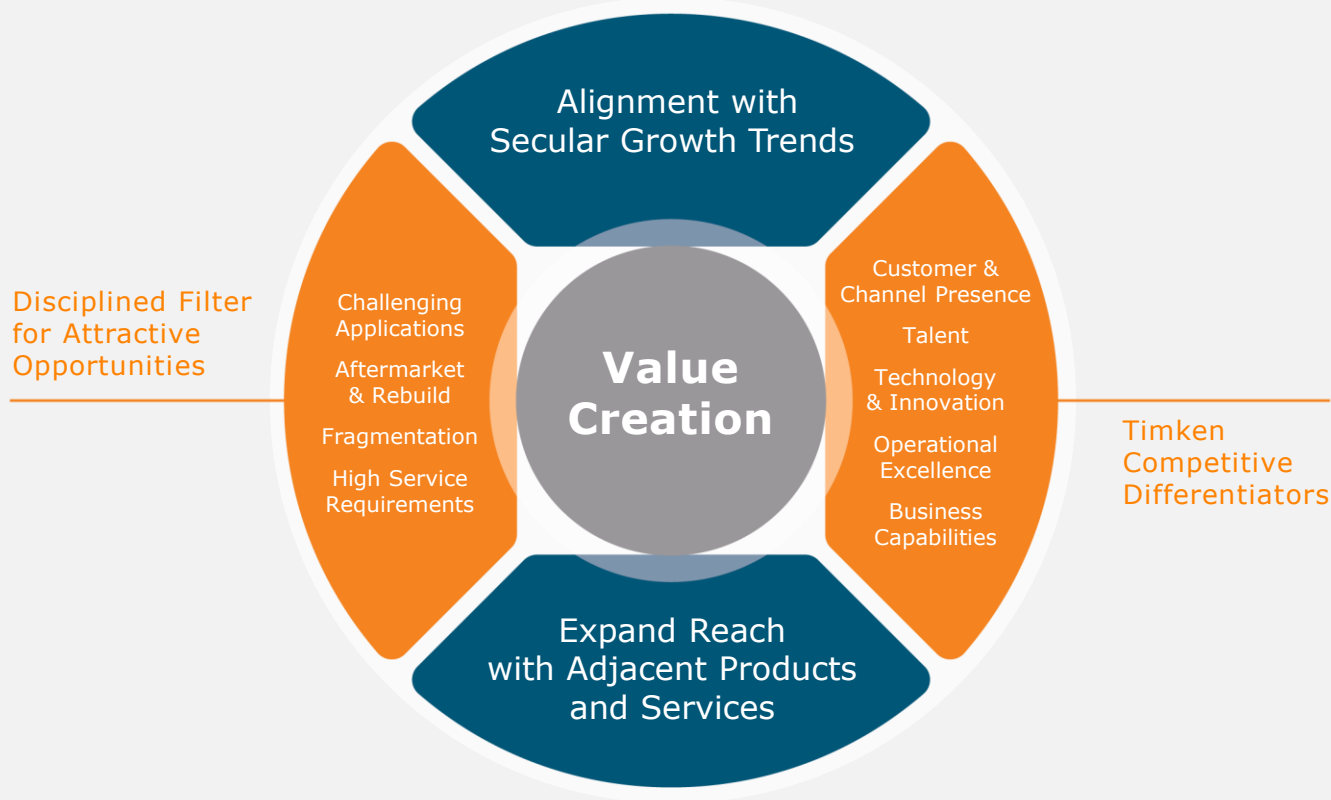 Alignment with
Secular Growth Trends
Disciplined Filter
for Attractive
Opportunities
Challenging
Applications
Aftermarket
& Rebuild
Fragmentation
High Service
Requirements
Value
Creation
Customer &
Channel Presence
Talent
Technology
& Innovation
Operational
Excellence
Business
Capabilities
Timken
Competitive
Differentiators
Expand Reach
with Adjacent Products
and Services